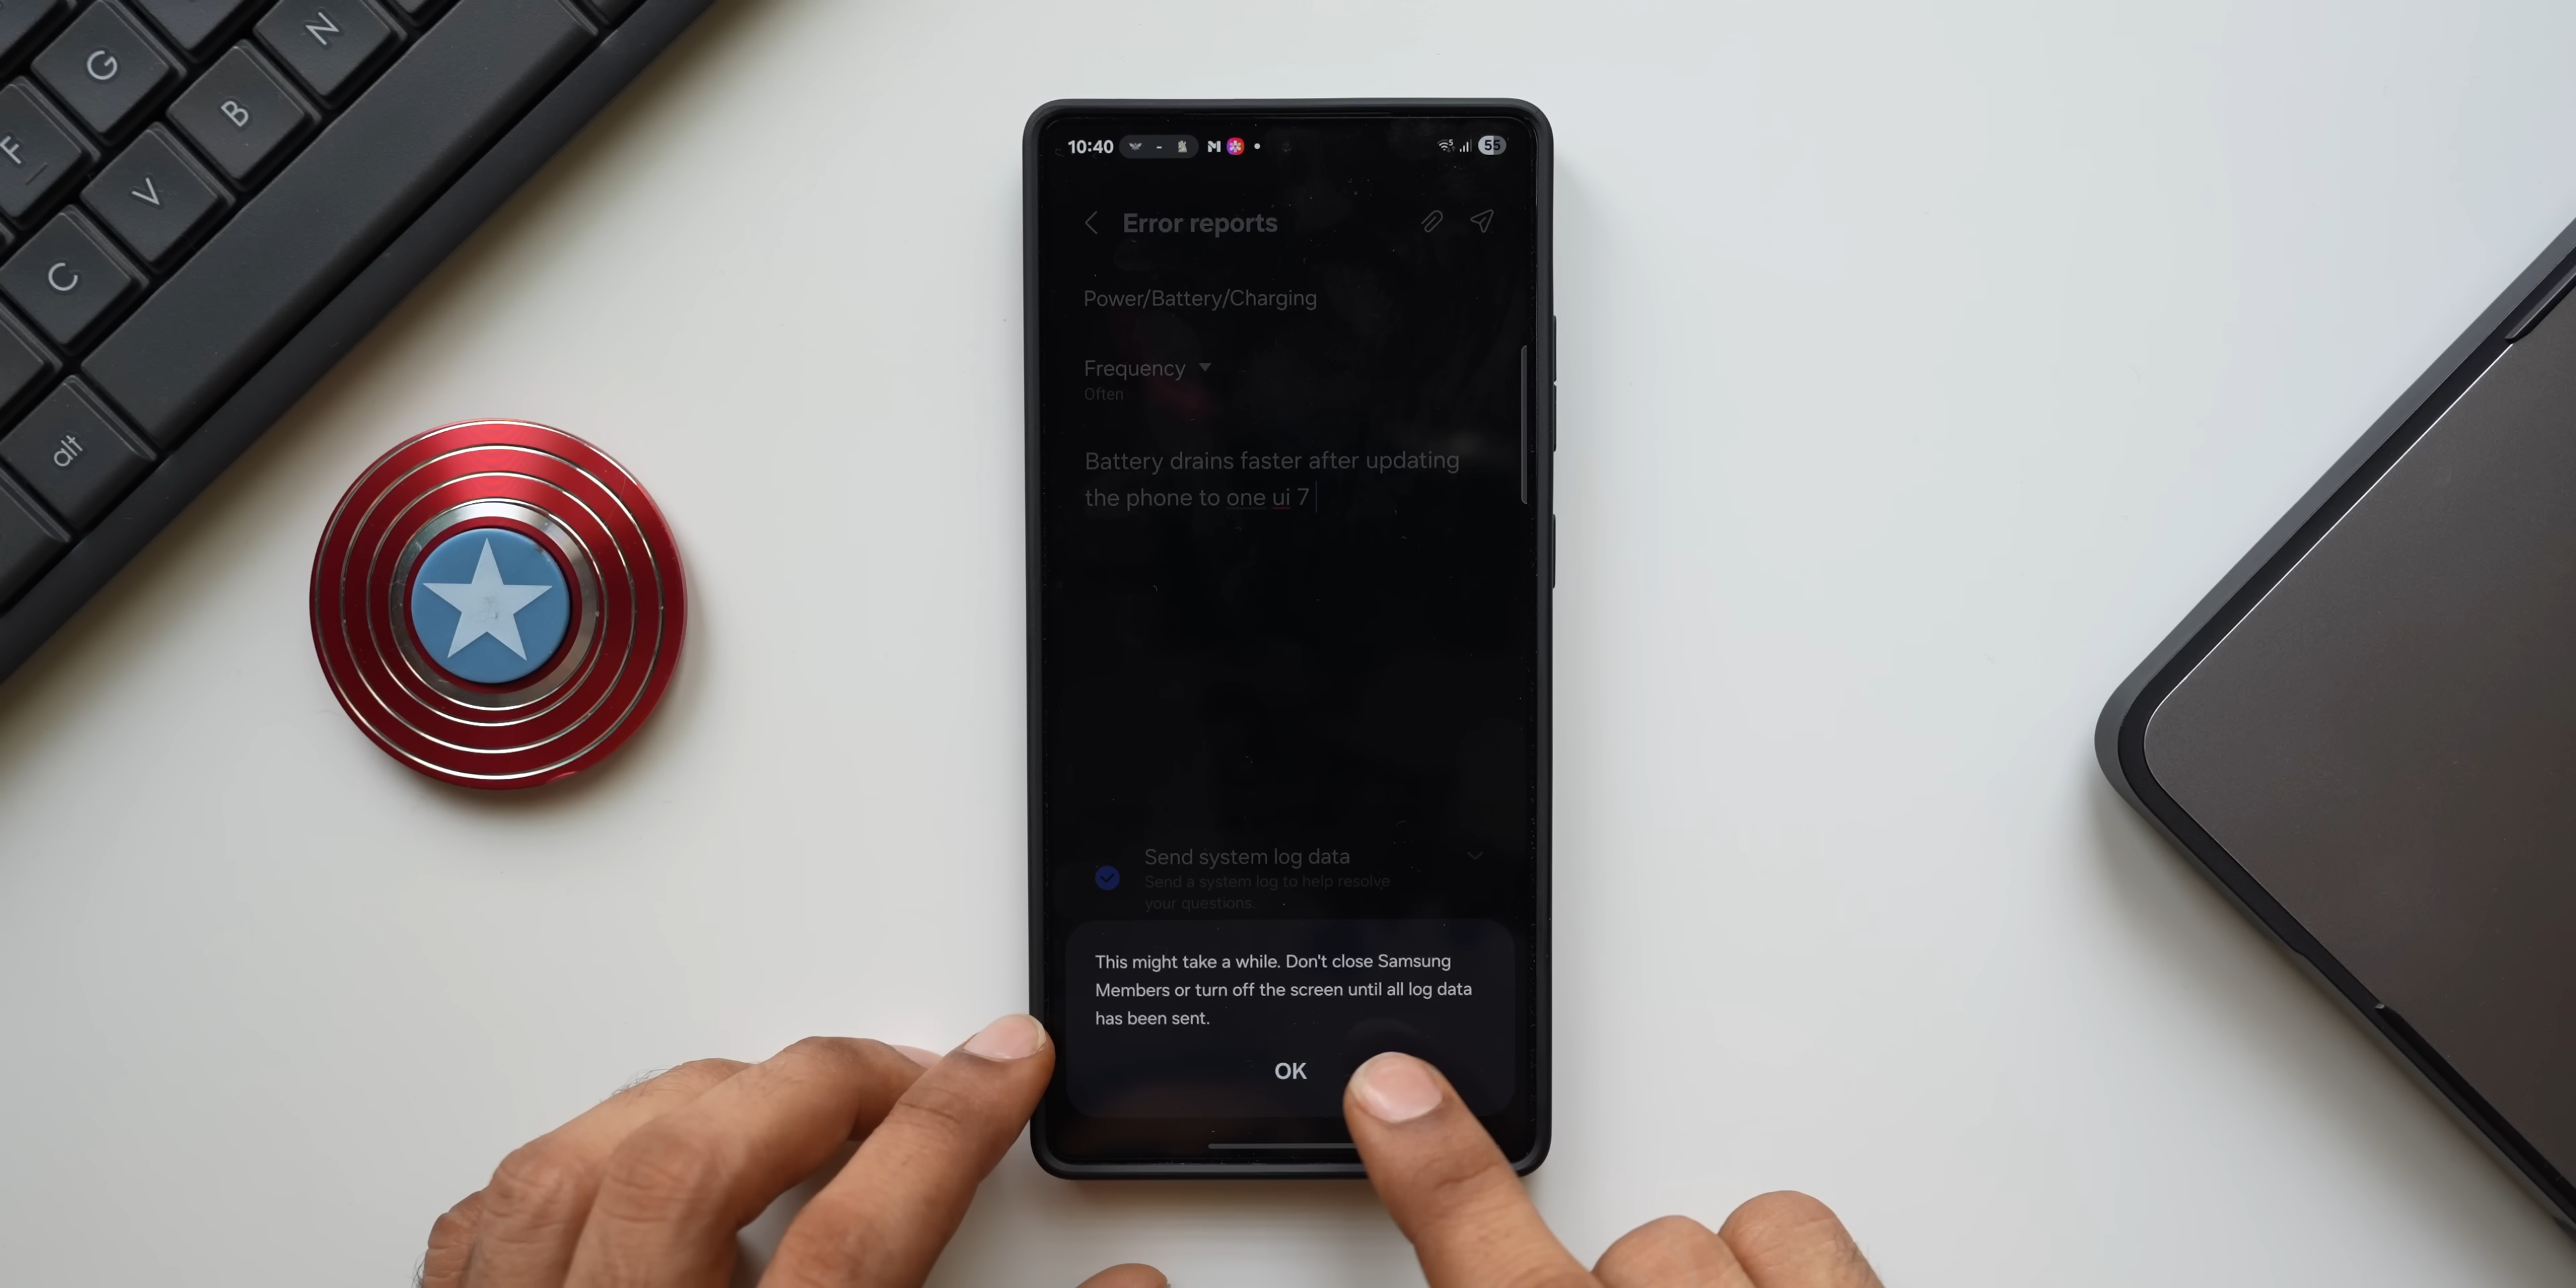 G
N
F
B
V
C
alt
10:40
55
Error reports
Power/Battery/Charging
Frequency
Often
Battery drains faster after updating
the phone to one ui 7
Send system log data
Send a system log to help resolve
your questions.
This might take a while. Don't close Samsung
Members or turn off the screen until all log data
has been sent.
OK